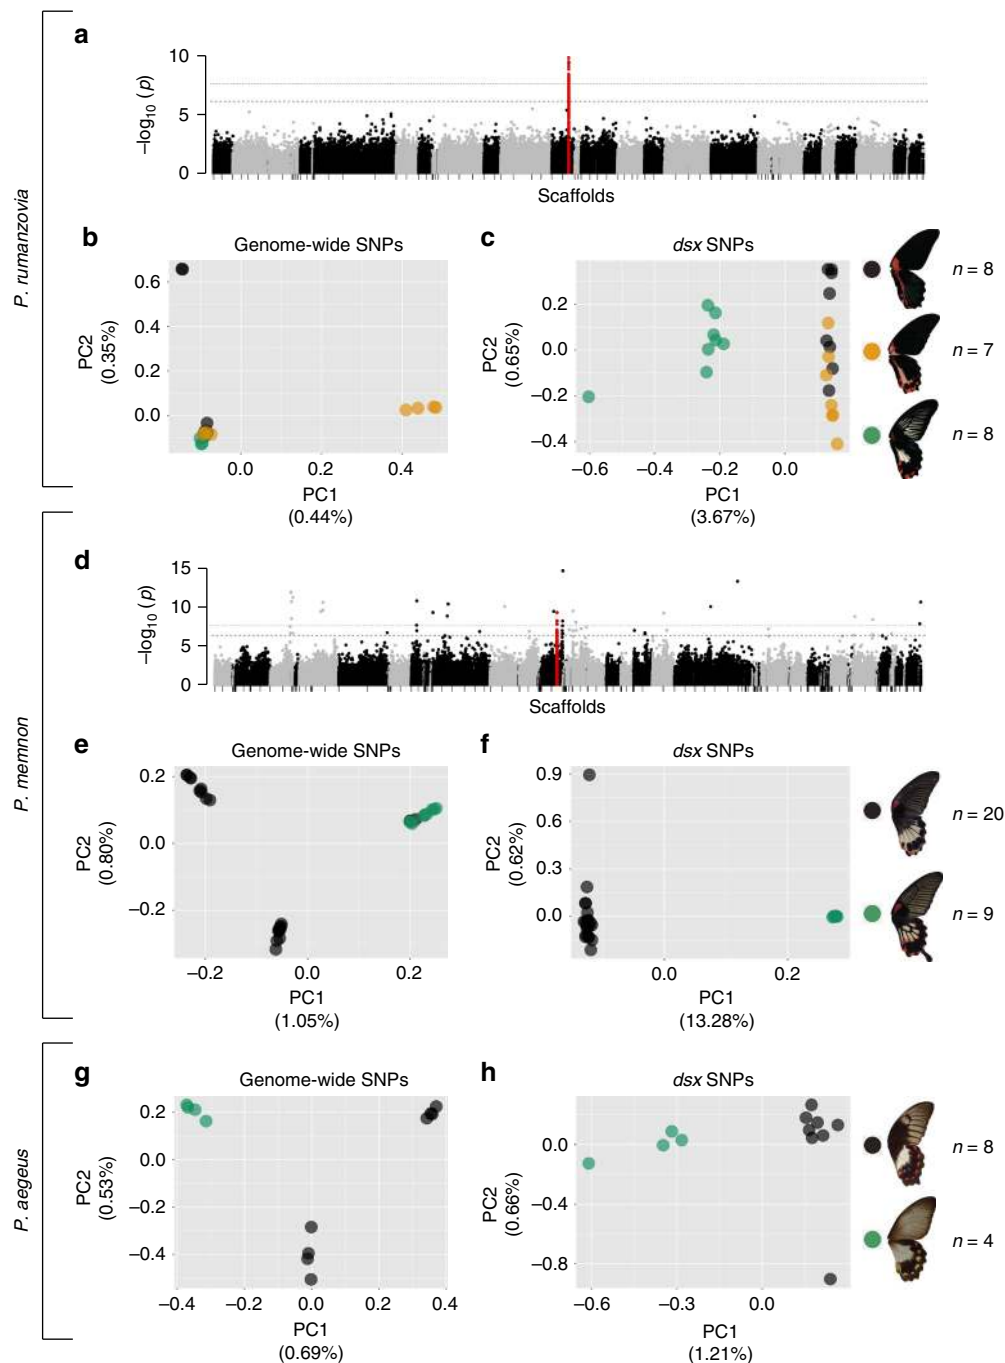 P. rumanzovia
a
10
5
0
–log10 (p)
Scaffolds
b
Genome-wide SNPs
0.6
0.4
0.2
0.0
PC2
(0.35%)
0.0 0.2 0.4
PC1
(0.44%)
c
dsx SNPs
0.2
0.0
–0.2
–0.4
PC2
(0.65%)
–0.6 –0.4 –0.2 0.0
PC1
(3.67%)
n = 8
n = 7
n = 8
P. memnon
d
15
10
5
0
–log10 (p)
Scaffolds
e
Genome-wide SNPs
0.2
0.0
–0.2
PC2
(0.80%)
–0.2 0.0 0.2
PC1
(1.05%)
f
dsx SNPs
0.9
0.6
0.3
0.0
PC2
(0.62%)
0.0 0.2
PC1
(13.28%)
n = 20
n = 9
P. aegeus
g
Genome-wide SNPs
0.2
0.0
–0.2
–0.4
PC2
(0.53%)
–0.4 –0.2 0.0 0.2 0.4
PC1
(0.69%)
h
dsx SNPs
0.0
–0.4
–0.8
PC2
(0.66%)
–0.6 –0.3 0.0
PC1
(1.21%)
n = 8
n = 4